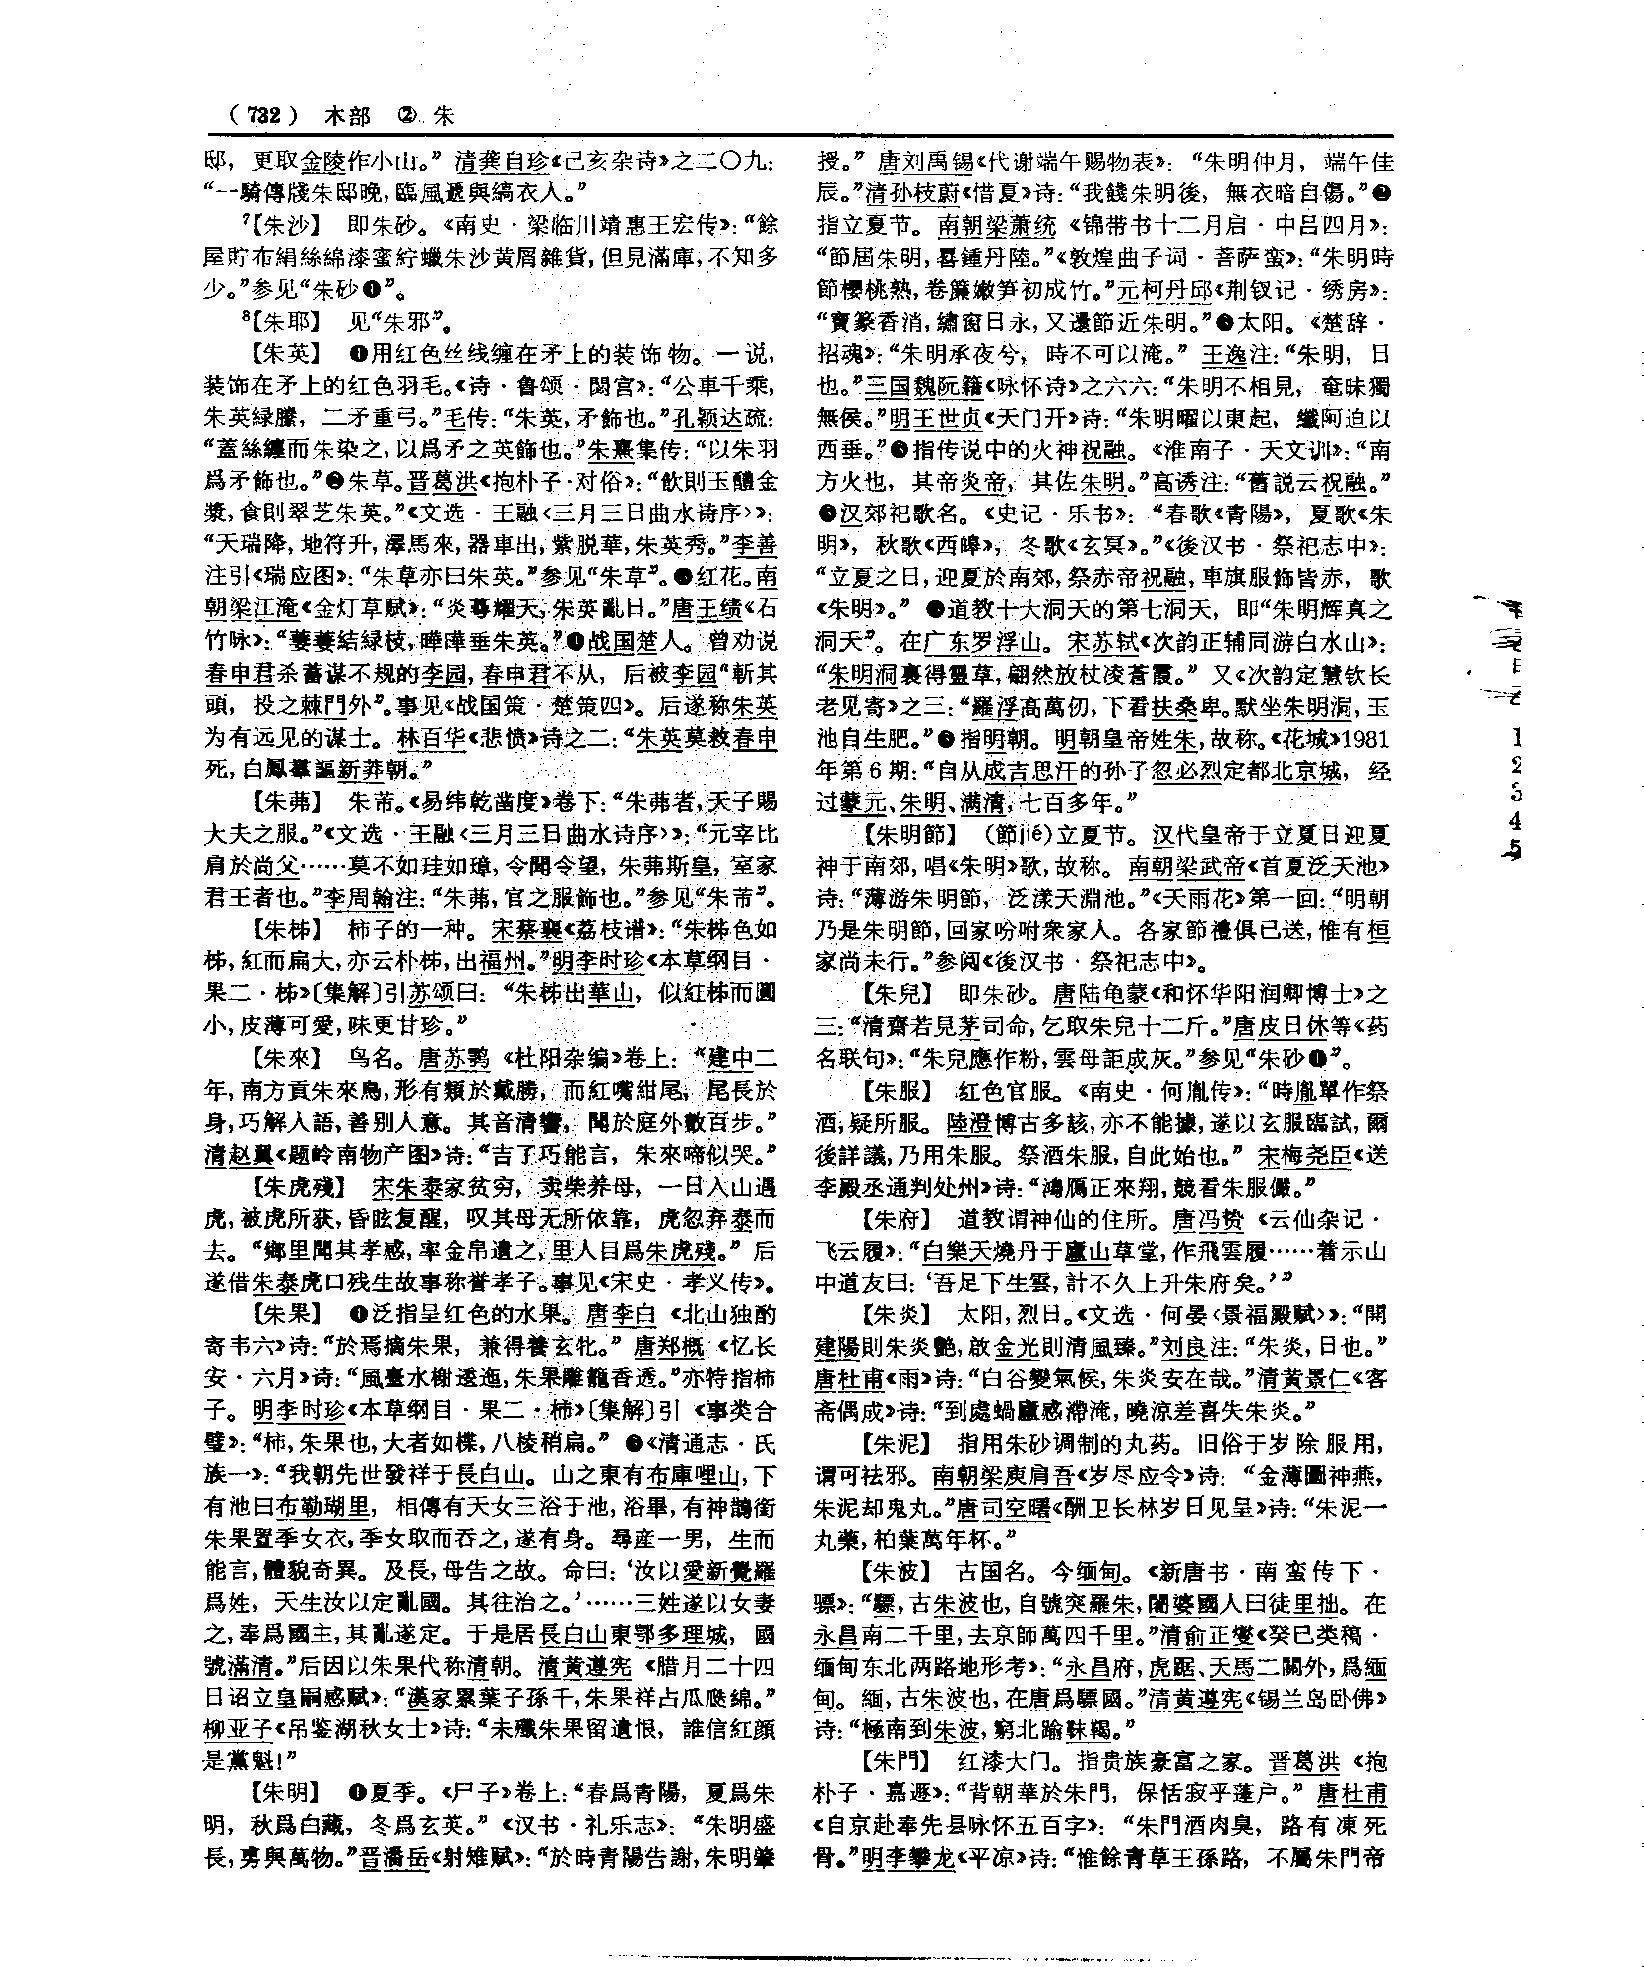 （732） 木部 ② 朱
邸，更取金陵作小山。”清龚自珍《己亥杂诗》之二〇九：
“一騎傳牋朱邸晚，臨風遞與縞衣人。”
⁷【朱沙】 即朱砂。《南史·梁临川靖惠王宏传》：“餘
屋貯布絹絲綿漆蜜紵蠟朱沙黄屑雜貨，但見滿庫，不知多
少。”参见“朱砂❶”。
⁸【朱耶】 见“朱邪”。
【朱英】 ❶用红色丝线缠在矛上的装饰物。一说，
装饰在矛上的红色羽毛。《诗·鲁颂·閟宫》：“公車千乘，
朱英緑縢，二矛重弓。”毛传：“朱英，矛飾也。”孔颖达疏：
“蓋絲纏而朱染之，以爲矛之英飾也。”朱熹集传：“以朱羽
爲矛飾也。”❷朱草。晋葛洪《抱朴子·对俗》：“飲則玉醴金
漿，食則翠芝朱英。”《文选·王融〈三月三日曲水诗序〉》：
“天瑞降，地符升，澤馬來，器車出，紫脱華，朱英秀。”李善
注引《瑞应图》：“朱草亦曰朱英。”参见“朱草”。❸红花。南
朝梁江淹《金灯草赋》：“炎萼耀天，朱英亂日。”唐王绩《石
竹咏》：“萋萋結緑枝，曄曄垂朱英。”❹战国楚人。曾劝说
春申君杀蓄谋不规的李园，春申君不从，后被李园“斬其
頭，投之棘門外”。事见《战国策·楚策四》。后遂称朱英
为有远见的谋士。林百华《悲愤》诗之二：“朱英莫救春申
死，白鳳羣謳新莽朝。”
【朱茀】 朱芾。《易纬乾凿度》卷下：“朱茀者，天子賜
大夫之服。”《文选·王融〈三月三日曲水诗序〉》：“元宰比
肩於尚父……莫不如珪如璋，令聞令望，朱茀斯皇，室家
君王者也。”李周翰注：“朱茀，官之服飾也。”参见“朱芾”。
【朱柹】 柿子的一种。宋蔡襄《荔枝谱》：“朱柹色如
柹，紅而扁大，亦云朴柹，出福州。”明李时珍《本草纲目·
果二·柹》〔集解〕引苏颂曰：“朱柹出華山，似紅柹而圓
小，皮薄可愛，味更甘珍。”
【朱來】 鸟名。唐苏鹗《杜阳杂编》卷上：“建中二
年，南方貢朱來鳥，形有類於戴勝，而紅嘴紺尾，尾長於
身，巧解人語，善别人意。其音清響，聞於庭外數百步。”
清赵翼《题岭南物产图》诗：“吉了巧能言，朱來啼似哭。”
【朱虎殘】 宋朱泰家贫穷，卖柴养母，一日入山遇
虎，被虎所获，昏眩复醒，叹其母无所依靠，虎忽弃泰而
去。“鄉里聞其孝感，率金帛遺之，里人目爲朱虎殘。”后
遂借朱泰虎口残生故事称誉孝子。事见《宋史·孝义传》。
【朱果】 ❶泛指呈红色的水果。唐李白《北山独酌
寄韦六》诗：“於焉摘朱果，兼得養玄牝。”唐郑概《忆长
安·六月》诗：“風臺水榭逶迤，朱果雕籠香透。”亦特指柿
子。明李时珍《本草纲目·果二·柿》〔集解〕引《事类合
璧》：“柿，朱果也，大者如楪，八棱稍扁。”❷《清通志·氏
族一》：“我朝先世發祥于長白山。山之東有布庫哩山，下
有池曰布勒瑚里，相傳有天女三浴于池，浴畢，有神鵲銜
朱果置季女衣，季女取而吞之，遂有身。尋産一男，生而
能言，體貌奇異。及長，母告之故。命曰：‘汝以愛新覺羅
爲姓，天生汝以定亂國。其往治之。’……三姓遂以女妻
之，奉爲國主，其亂遂定。于是居長白山東鄂多理城，國
號滿清。”后因以朱果代称清朝。清黄遵宪《腊月二十四
日诏立皇嗣感赋》：“漢家累葉子孫千，朱果祥占瓜瓞綿。”
柳亚子《吊鉴湖秋女士》诗：“未殲朱果留遺恨，誰信紅顔
是黨魁！”
【朱明】 ❶夏季。《尸子》卷上：“春爲青陽，夏爲朱
明，秋爲白藏，冬爲玄英。”《汉书·礼乐志》：“朱明盛
長，旉與萬物。”晋潘岳《射雉赋》：“於時青陽告謝，朱明肇
授。”唐刘禹锡《代谢端午赐物表》：“朱明仲月，端午佳
辰。”清孙枝蔚《惜夏》诗：“我餞朱明後，無衣暗自傷。”❷
指立夏节。南朝梁萧统《锦带书十二月启·中吕四月》：
“節届朱明，晷鍾丹陸。”《敦煌曲子词·菩萨蛮》：“朱明時
節櫻桃熟，卷簾嫩笋初成竹。”元柯丹邱《荆钗记·绣房》：
“寶篆香消，繡窗日永，又還節近朱明。”❸太阳。《楚辞·
招魂》：“朱明承夜兮，時不可以淹。”王逸注：“朱明，日
也。”三国魏阮籍《咏怀诗》之六六：“朱明不相見，奄昧獨
無侯。”明王世贞《天门开》诗：“朱明曜以東起，纖阿迫以
西垂。”❹指传说中的火神祝融。《淮南子·天文训》：“南
方火也，其帝炎帝，其佐朱明。”高诱注：“舊説云祝融。”
❺汉郊祀歌名。《史记·乐书》：“春歌《青陽》，夏歌《朱
明》，秋歌《西皞》，冬歌《玄冥》。”《後汉书·祭祀志中》：
“立夏之日，迎夏於南郊，祭赤帝祝融，車旗服飾皆赤，歌
《朱明》。”❻道教十大洞天的第七洞天，即“朱明辉真之
洞天”。在广东罗浮山。宋苏轼《次韵正辅同游白水山》：
“朱明洞裏得靈草，翩然放杖凌蒼霞。”又《次韵定慧钦长
老见寄》之三：“羅浮高萬仞，下看扶桑卑。默坐朱明洞，玉
池自生肥。”❼指明朝。明朝皇帝姓朱，故称。《花城》1981
年第6期：“自从成吉思汗的孙子忽必烈定都北京城，经
过蒙元、朱明、满清，七百多年。”
【朱明節】 （節jié）立夏节。汉代皇帝于立夏日迎夏
神于南郊，唱《朱明》歌，故称。南朝梁武帝《首夏泛天池》
诗：“薄游朱明節，泛漾天淵池。”《天雨花》第一回：“明朝
乃是朱明節，回家吩咐衆家人。各家節禮俱已送，惟有桓
家尚未行。”参阅《後汉书·祭祀志中》。
【朱兒】 即朱砂。唐陆龟蒙《和怀华阳润卿博士》之
三：“清齋若見茅司命，乞取朱兒十二斤。”唐皮日休等《药
名联句》：“朱兒應作粉，雲母詎成灰。”参见“朱砂❶”。
【朱服】 红色官服。《南史·何胤传》：“時胤單作祭
酒，疑所服。陸澄博古多該，亦不能據，遂以玄服臨試，爾
後詳議，乃用朱服。祭酒朱服，自此始也。”宋梅尧臣《送
李殿丞通判处州》诗：“鴻鴈正來翔，競看朱服儼。”
【朱府】 道教谓神仙的住所。唐冯贽《云仙杂记·
飞云履》：“白樂天燒丹于廬山草堂，作飛雲履……着示山
中道友曰：‘吾足下生雲，計不久上升朱府矣。’”
【朱炎】 太阳，烈日。《文选·何晏〈景福殿赋〉》：“開
建陽則朱炎艷，啟金光則清風臻。”刘良注：“朱炎，日也。”
唐杜甫《雨》诗：“白谷變氣候，朱炎安在哉。”清黄景仁《客
斋偶成》诗：“到處蝸廬感滯淹，曉涼差喜失朱炎。”
【朱泥】 指用朱砂调制的丸药。旧俗于岁除服用，
谓可祛邪。南朝梁庾肩吾《岁尽应令》诗：“金薄圖神燕，
朱泥却鬼丸。”唐司空曙《酬卫长林岁日见呈》诗：“朱泥一
丸藥，柏葉萬年杯。”
【朱波】 古国名。今缅甸。《新唐书·南蛮传下·
骠》：“驃，古朱波也，自號突羅朱，闍婆國人曰徒里拙。在
永昌南二千里，去京師萬四千里。”清俞正燮《癸巳类稿·
缅甸东北两路地形考》：“永昌府，虎踞、天馬二關外，爲緬
甸。緬，古朱波也，在唐爲驃國。”清黄遵宪《锡兰岛卧佛》
诗：“極南到朱波，窮北踰靺鞨。”
【朱門】 红漆大门。指贵族豪富之家。晋葛洪《抱
朴子·嘉遯》：“背朝華於朱門，保恬寂乎蓬户。”唐杜甫
《自京赴奉先县咏怀五百字》：“朱門酒肉臭，路有凍死
骨。”明李攀龙《平凉》诗：“惟餘青草王孫路，不屬朱門帝
1
2
3
4
5